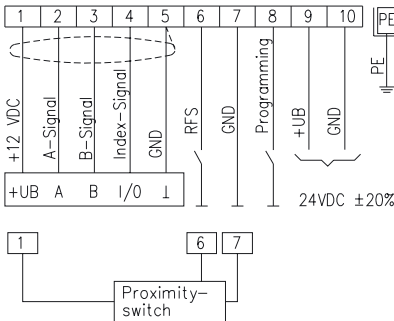 1 2 3 4 5 6 7 8 9 10 PE
+12 VDC
A-Signal
B-Signal
Index-Signal
GND
RFS
GND
Programming
+UB
GND
PE
+UB A B I/0 ⊥
24VDC ±20%
1 6 7
Proximity-
switch